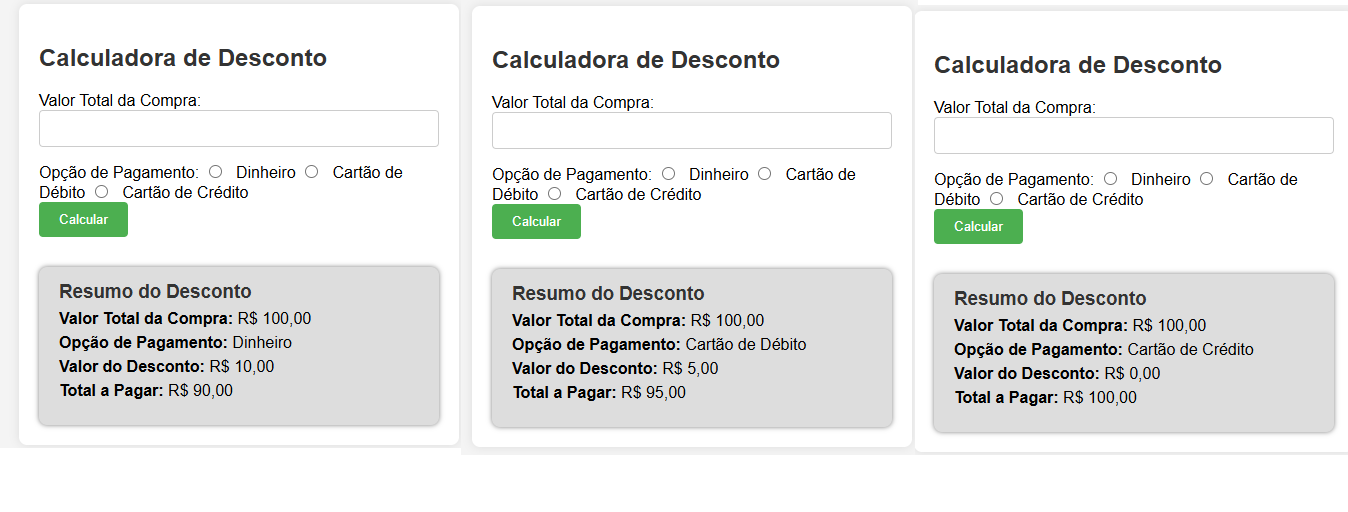 Calculadora de Desconto
Valor Total da Compra:
Opção de Pagamento: Dinheiro Cartão de
Débito Cartão de Crédito
Calcular
Resumo do Desconto
Valor Total da Compra: R$ 100,00
Opção de Pagamento: Dinheiro
Valor do Desconto: R$ 10,00
Total a Pagar: R$ 90,00
Calculadora de Desconto
Valor Total da Compra:
Opção de Pagamento: Dinheiro Cartão de
Débito Cartão de Crédito
Calcular
Resumo do Desconto
Valor Total da Compra: R$ 100,00
Opção de Pagamento: Cartão de Débito
Valor do Desconto: R$ 5,00
Total a Pagar: R$ 95,00
Calculadora de Desconto
Valor Total da Compra:
Opção de Pagamento: Dinheiro Cartão de
Débito Cartão de Crédito
Calcular
Resumo do Desconto
Valor Total da Compra: R$ 100,00
Opção de Pagamento: Cartão de Crédito
Valor do Desconto: R$ 0,00
Total a Pagar: R$ 100,00